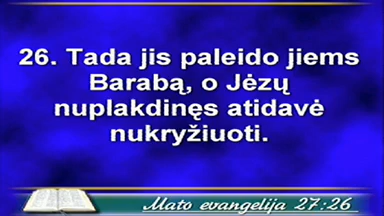 26. Tada jis paleido jiems
Barabą, o Jėzų
nuplakdinęs atidavė
nukryžiuoti.
Mato evangelija 27:26